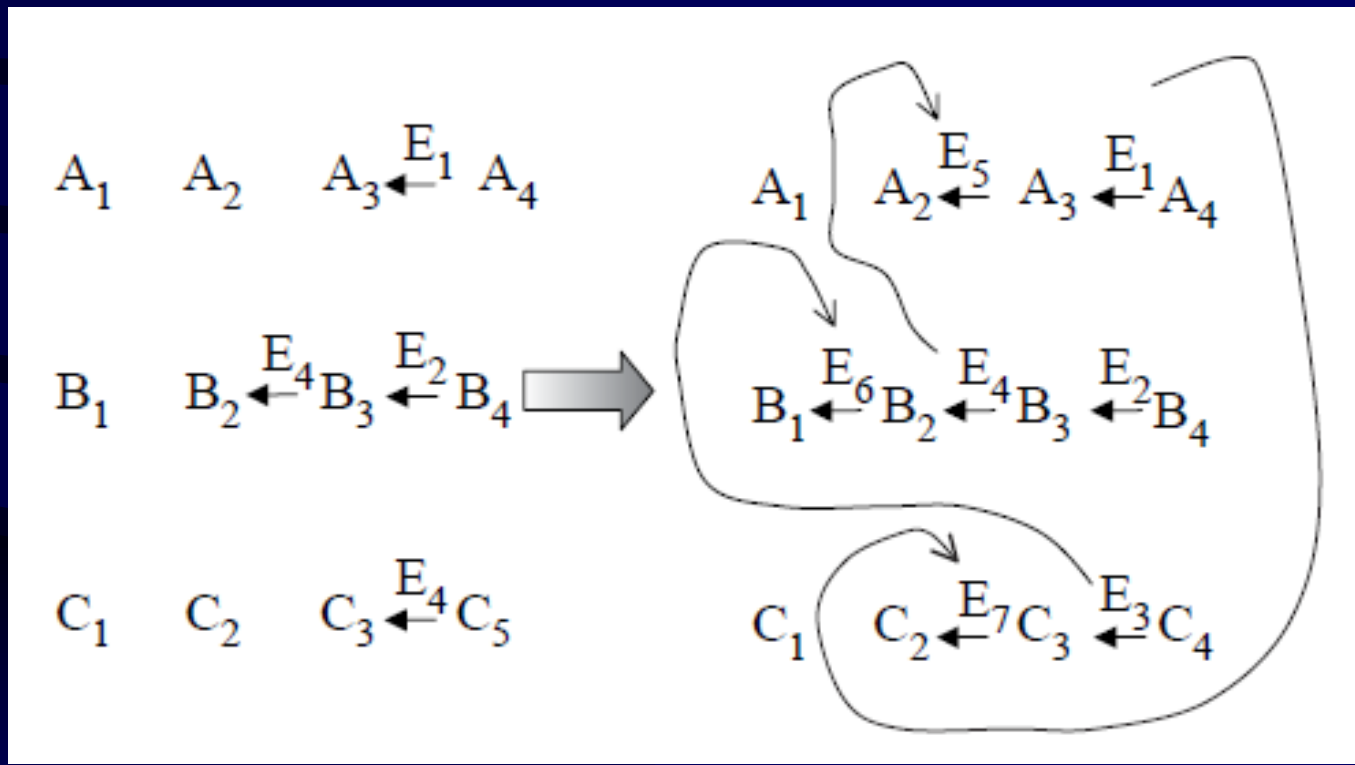 A₁ A₂ A₃ E₁ A₄
B₁ B₂ E₄ B₃ E₂ B₄
C₁ C₂ C₃ E₄ C₅
A₁ A₂ E₅ A₃ E₁ A₄
B₁ E₆ B₂ E₄ B₃ E₂ B₄
C₁ C₂ E₇ C₃ E₃ C₄